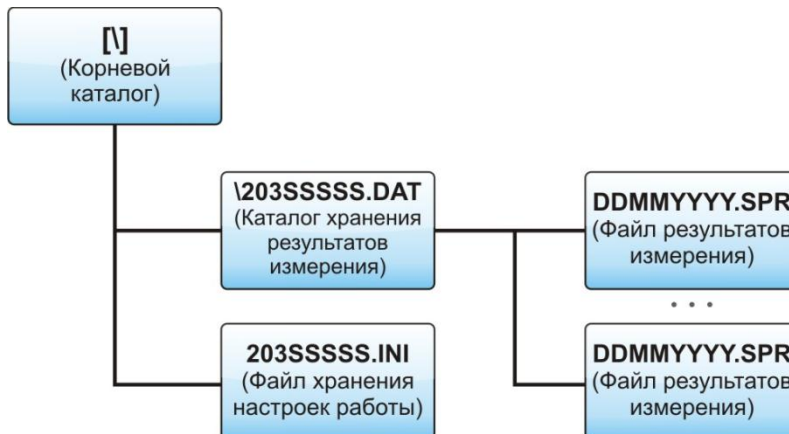 [\]
(Корневой
каталог)
\203SSSSS.DAT
(Каталог хранения
результатов
измерения)
DDMMYYYY.SPR
(Файл результатов
измерения)
. . .
203SSSSS.INI
(Файл хранения
настроек работы)
DDMMYYYY.SPR
(Файл результатов
измерения)